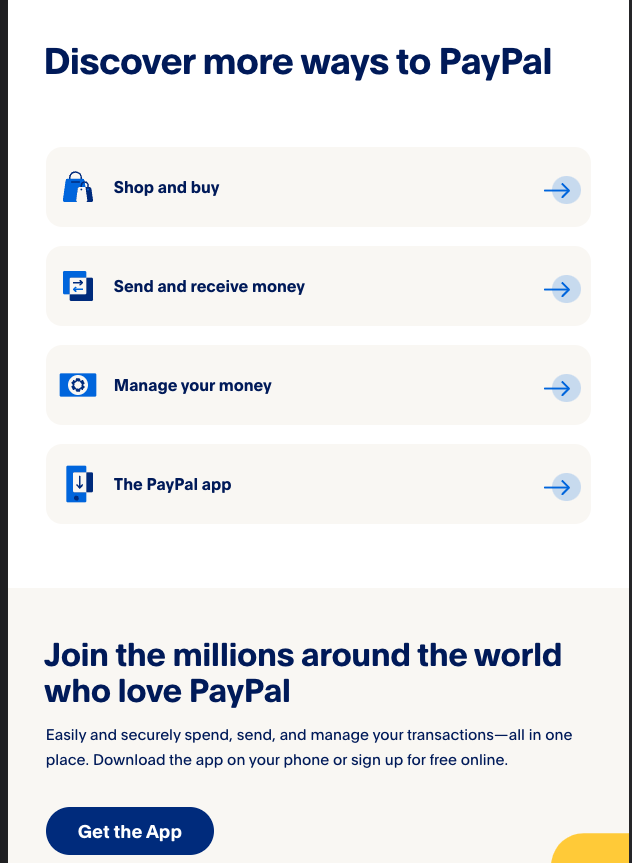 Discover more ways to PayPal
Shop and buy
Send and receive money
Manage your money
The PayPal app
Join the millions around the world
who love PayPal
Easily and securely spend, send, and manage your transactions—all in one
place. Download the app on your phone or sign up for free online.
Get the App